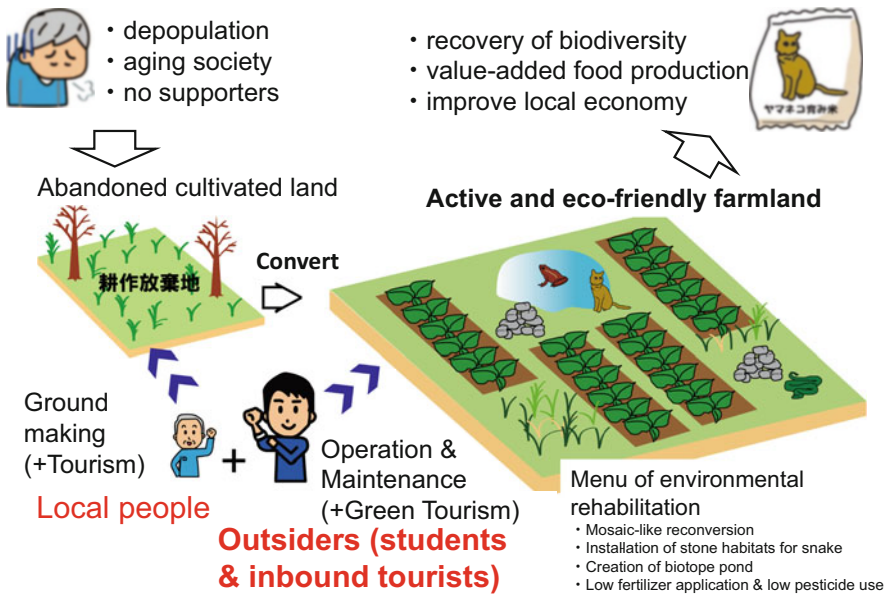 ・depopulation
・aging society
・no supporters
・recovery of biodiversity
・value-added food production
・improve local economy
ヤマネコ育み米
Abandoned cultivated land
Active and eco-friendly farmland
耕作放棄地
Convert
Ground
making
(+Tourism)
Local people
+
Operation &
Maintenance
(+Green Tourism)
Outsiders (students
& inbound tourists)
Menu of environmental
rehabilitation
・Mosaic-like reconversion
・Installation of stone habitats for snake
・Creation of biotope pond
・Low fertilizer application & low pesticide use